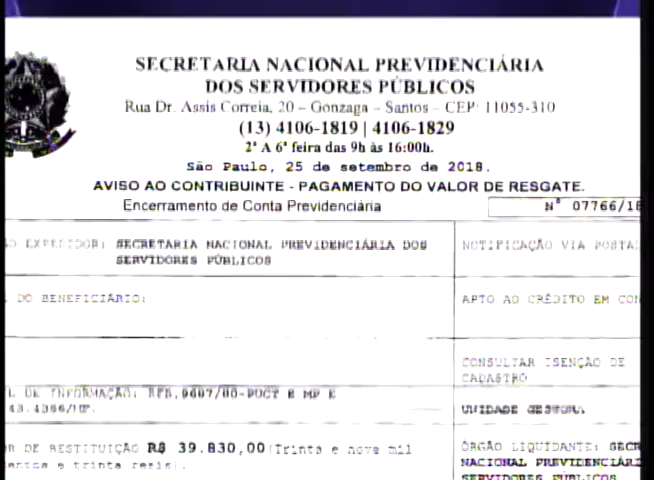 SECRETARIA NACIONAL PREVIDENCIÁRIA
DOS SERVIDORES PÚBLICOS
Rua Dr. Assis Correia, 20 – Gonzaga – Santos – CEP: 11055-310
(13) 4106-1819 | 4106-1829
2ª A 6ª feira das 9h às 16:00h.
São Paulo, 25 de setembro de 2018.
AVISO AO CONTRIBUINTE - PAGAMENTO DO VALOR DE RESGATE.
Encerramento de Conta Previdenciária
N° 07766/18
EXPEDIDOR: SECRETARIA NACIONAL PREVIDENCIÁRIA DOS
SERVIDORES PÚBLICOS
NOTIFICAÇÃO VIA POSTAL
DO BENEFICIÁRIO:
APTO AO CRÉDITO EM
CONSULTAR ISENÇÃO DE
CADASTRO
DE INFORMAÇÃO:
UNIDADE GESTORA:
DE RESTITUIÇÃO R$ 39.830,00(Trinta e nove mil
e trinta reais).
ÓRGÃO LIQUIDANTE: SECR
NACIONAL PREVIDENCIÁRI
SERVIDORES PÚBLICOS